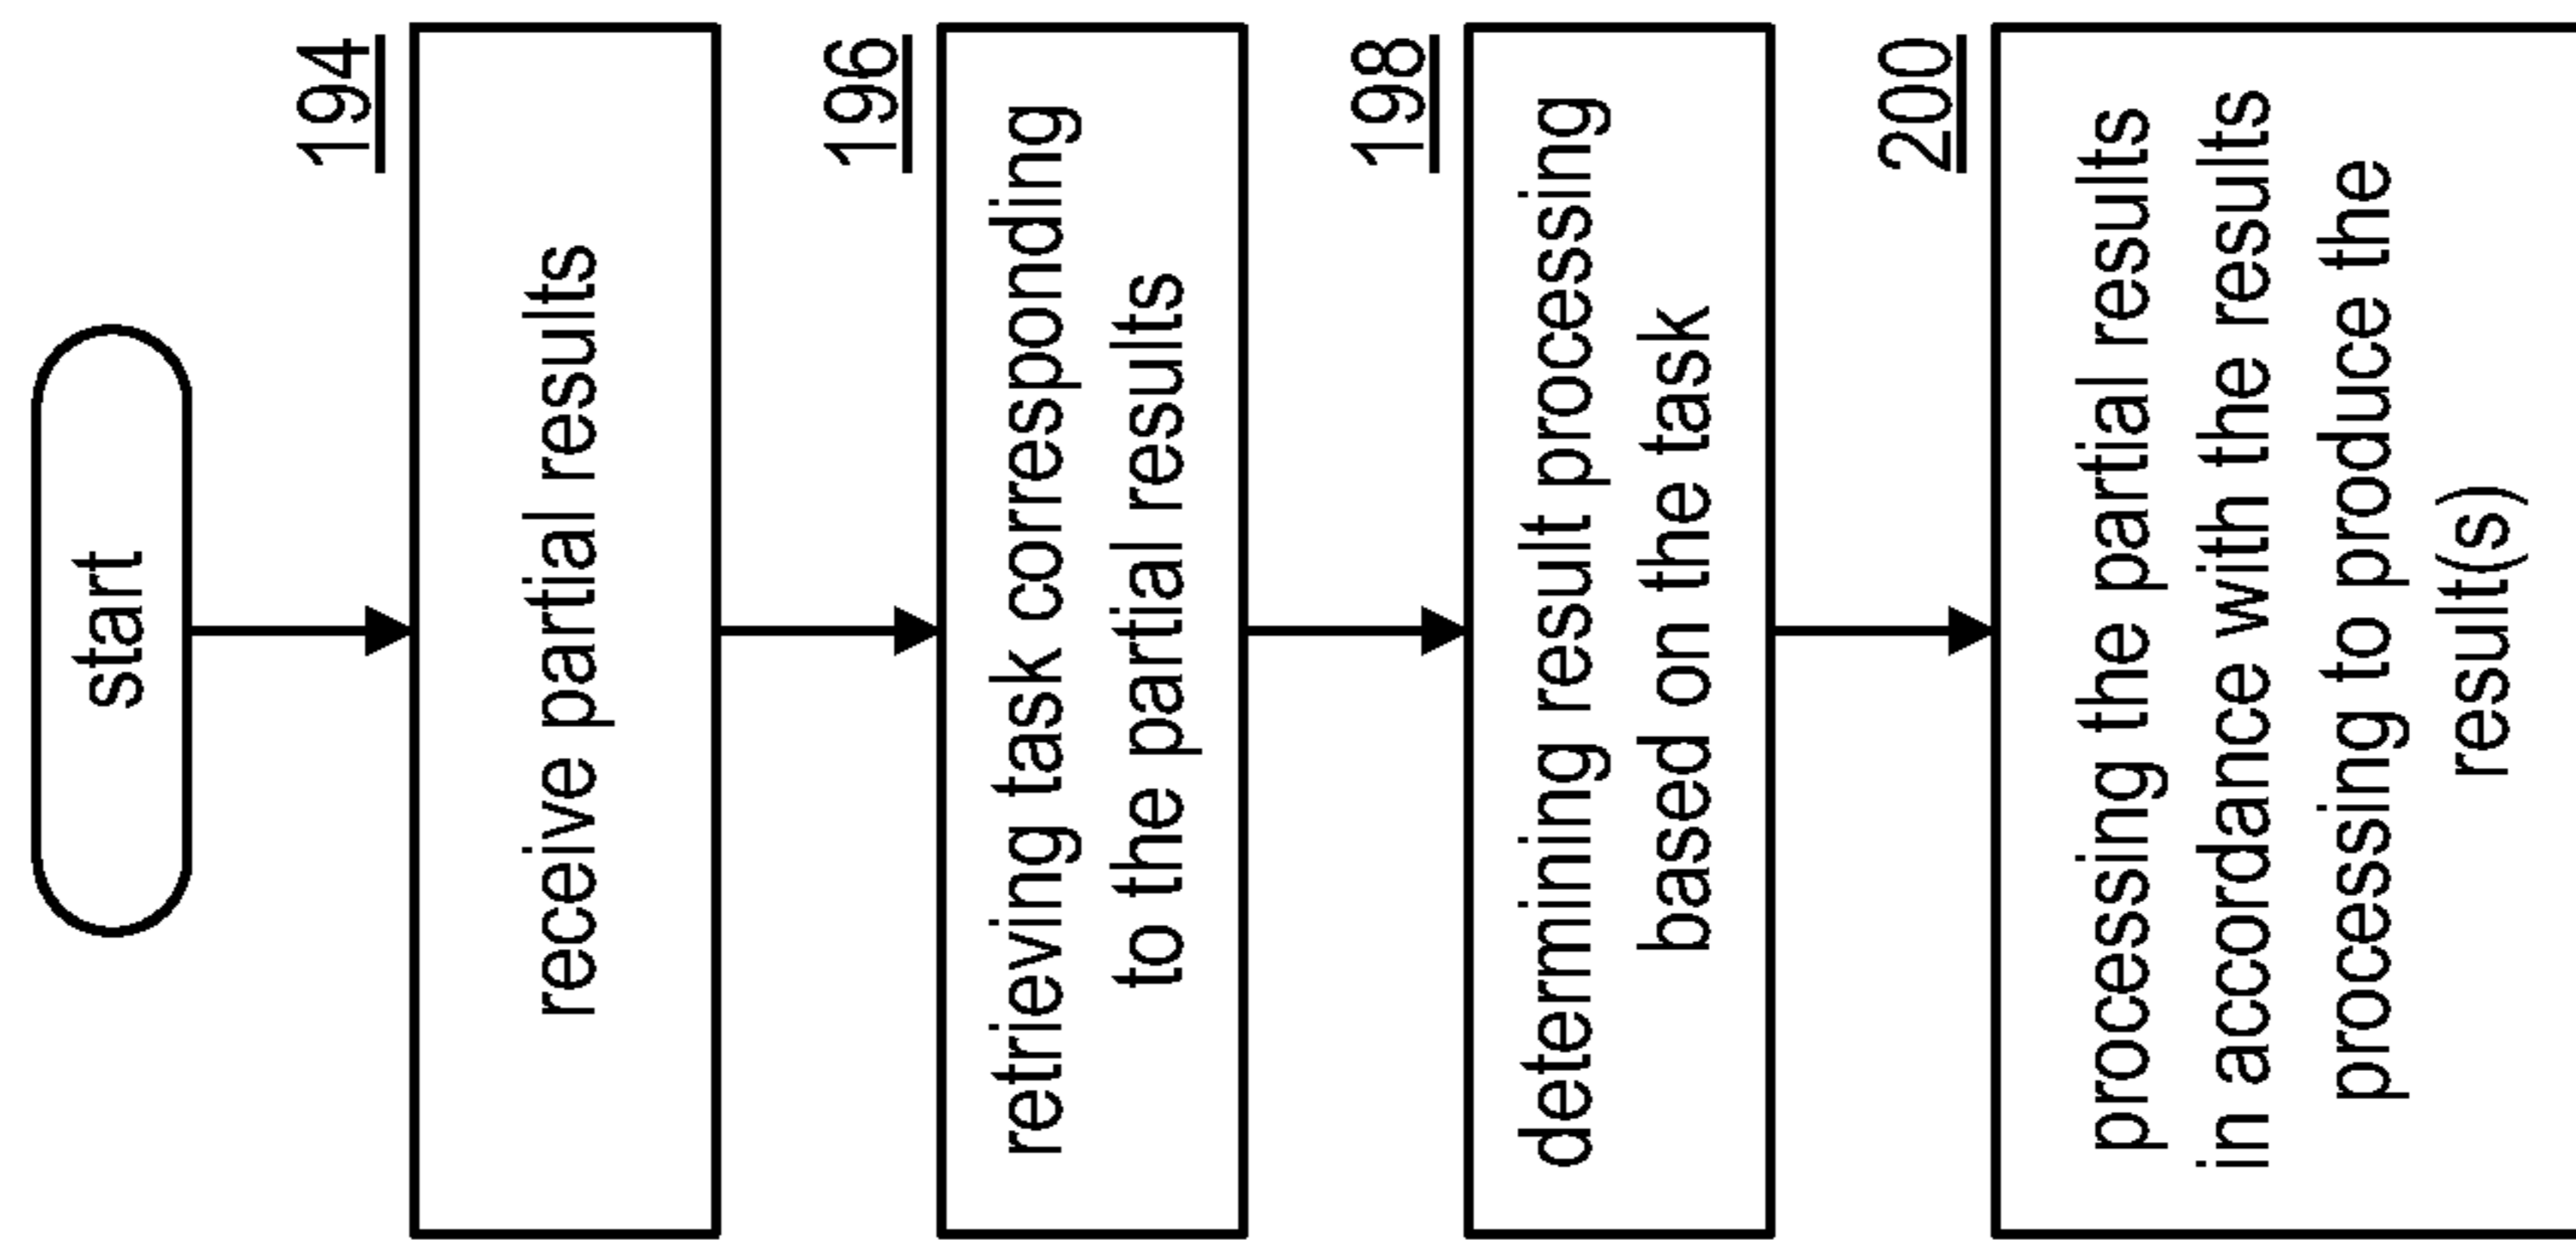 start
194
receive partial results
196
retrieving task corresponding
to the partial results
198
determining result processing
based on the task
200
processing the partial results
in accordance with the results
processing to produce the
result(s)